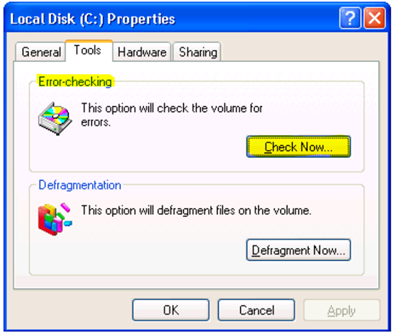 Local Disk (C:) Properties
General Tools Hardware Sharing
Error-checking
This option will check the volume for
errors.
Check Now...
Defragmentation
This option will defragment files on the volume.
Defragment Now...
OK Cancel Apply